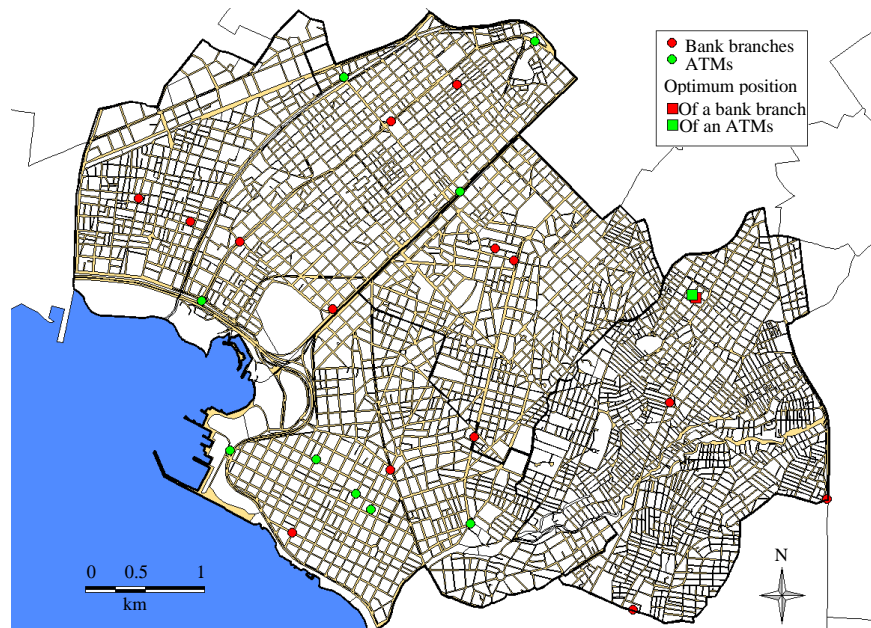 Bank branches
ATMs
Optimum position
Of a bank branch
Of an ATMs
N
0 0.5 1
km